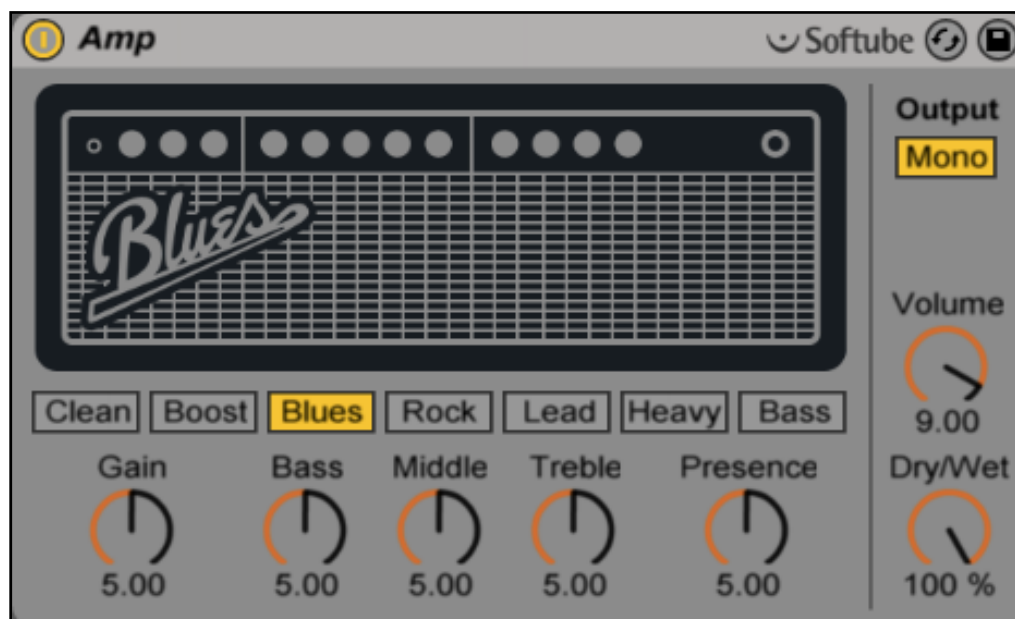 Amp
Softube
Output
Mono
Blues
Volume
9.00
Clean Boost Blues Rock Lead Heavy Bass
Gain Bass Middle Treble Presence
5.00 5.00 5.00 5.00 5.00
Dry/Wet
100 %